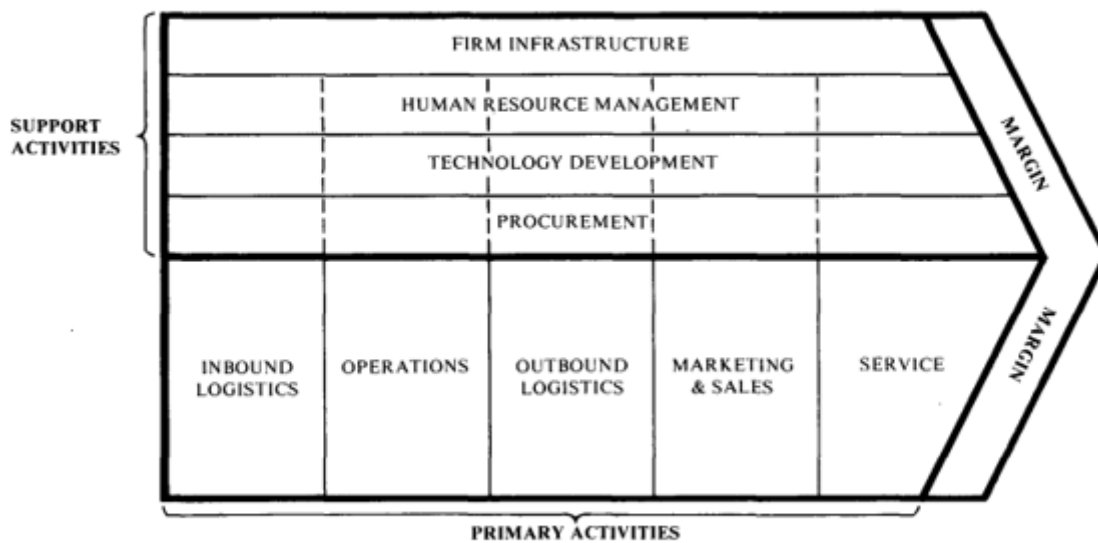 FIRM INFRASTRUCTURE
HUMAN RESOURCE MANAGEMENT
SUPPORT
ACTIVITIES
TECHNOLOGY DEVELOPMENT
PROCUREMENT
MARGIN
INBOUND
LOGISTICS
OPERATIONS
OUTBOUND
LOGISTICS
MARKETING
& SALES
SERVICE
MARGIN
PRIMARY ACTIVITIES